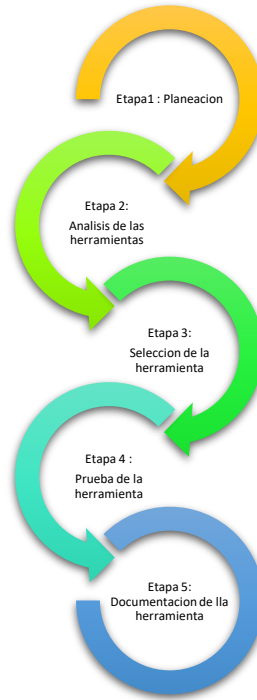 Etapa1 : Planeacion
Etapa 2:
Analisis de las
herramientas
Etapa 3:
Seleccion de la
herramienta
Etapa 4 :
Prueba de la
herramienta
Etapa 5:
Documentacion de lla
herramienta